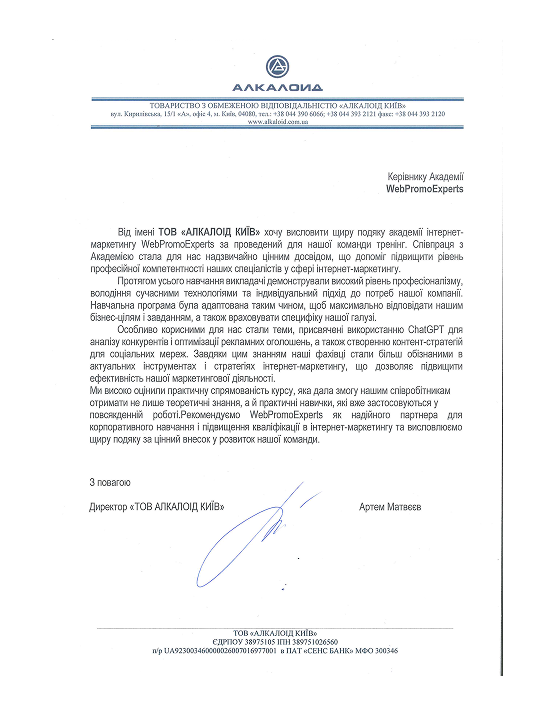 АЛКАЛОИД
ТОВАРИСТВО З ОБМЕЖЕНОЮ ВІДПОВІДАЛЬНІСТЮ «АЛКАЛОІД КИЇВ»
вул. Кирилівська, 15/1 «А», офіс 4, м. Київ, 04080, тел.: +38 044 390 6066; +38 044 393 2121 факс: +38 044 393 2120
www.alkaloid.com.ua
Керівнику Академії
WebPromoExperts
Від імені ТОВ «АЛКАЛОІД КИЇВ» хочу висловити щиру подяку академії інтернет-
маркетингу WebPromoExperts за проведений для нашої команди тренінг. Співпраця з
Академією стала для нас надзвичайно цінним досвідом, що допоміг підвищити рівень
професійної компетентності наших спеціалістів у сфері інтернет-маркетингу.
Протягом усього навчання викладачі демонстрували високий рівень професіоналізму,
володіння сучасними технологіями та індивідуальний підхід до потреб нашої компанії.
Навчальна програма була адаптована таким чином, щоб максимально відповідати нашим
бізнес-цілям і завданням, а також враховувати специфіку нашої галузі.
Особливо корисними для нас стали теми, присвячені використанню ChatGPT для
аналізу конкурентів і оптимізації рекламних оголошень, а також створенню контент-стратегій
для соціальних мереж. Завдяки цим знанням наші фахівці стали більш обізнаними в
актуальних інструментах і стратегіях інтернет-маркетингу, що дозволяє підвищити
ефективність нашої маркетингової діяльності.
Ми високо оцінили практичну спрямованість курсу, яка дала змогу нашим співробітникам
отримати не лише теоретичні знання, а й практичні навички, які вже застосовуються у
повсякденній роботі.Рекомендуємо WebPromoExperts як надійного партнера для
корпоративного навчання і підвищення кваліфікації в інтернет-маркетингу та висловлюємо
щиру подяку за цінний внесок у розвиток нашої команди.
З повагою
Директор «ТОВ АЛКАЛОІД КИЇВ» Артем Матвєєв
ТОВ «АЛКАЛОІД КИЇВ»
ЄДРПОУ 38975105 ІПН 389751026560
п/р UA923003460000026007016977001 в ПАТ «СЕНС БАНК» МФО 300346